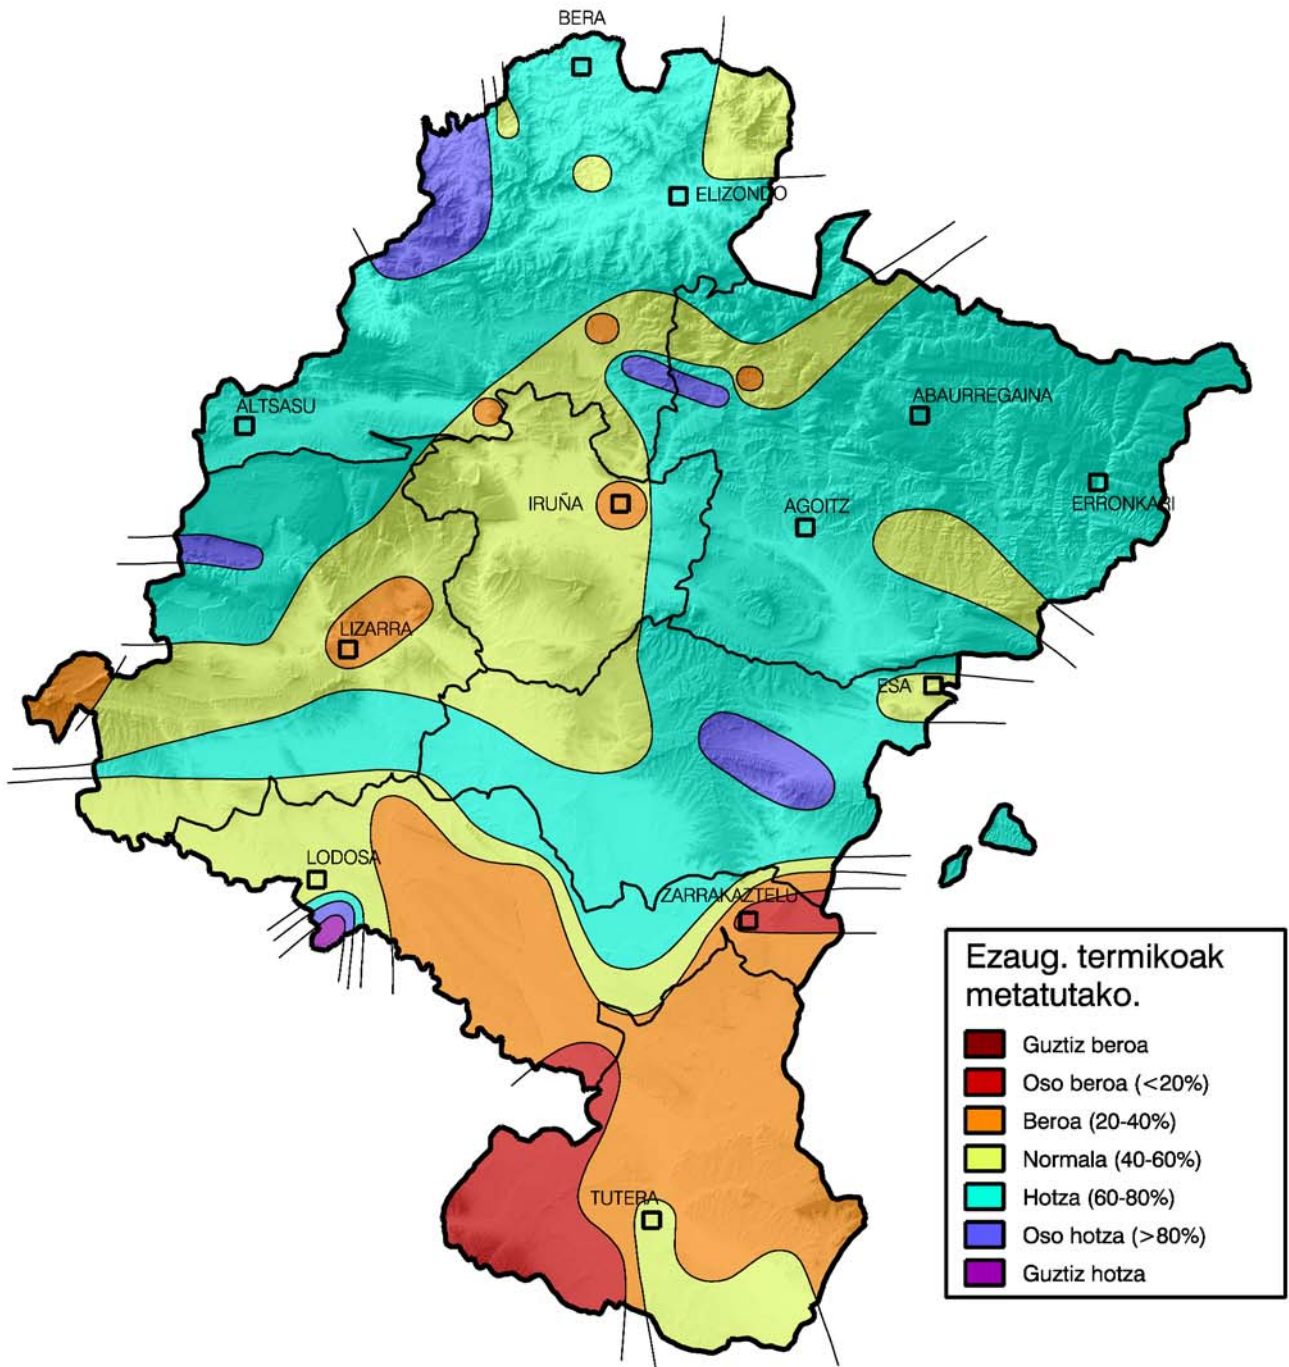 BERA
ELIZONDO
ALTSASU
ABAURREGAINA
IRUÑA
AGOITZ
ERRONKARI
LIZARRA
ESA
LODOSA
ZARRAKAZTELU
TUTERA
Ezaug. termikoak
metatutako.
Guztiz beroa
Oso beroa (<20%)
Beroa (20-40%)
Normala (40-60%)
Hotza (60-80%)
Oso hotza (>80%)
Guztiz hotza